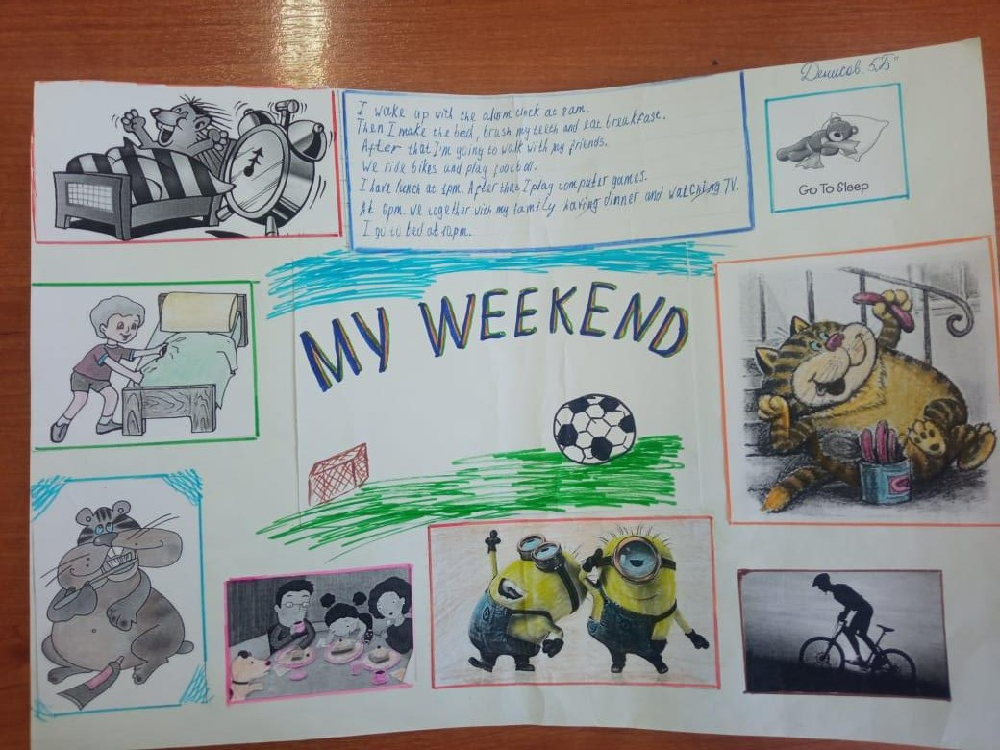 Денисов. 5Б"
I wake up with the alarm clock at 8am.
Then I make the bed, brush my teeth and eat breakfast.
After that I'm going to walk with my friends.
We ride bikes and play football.
I have lunch at 1pm. After that I play computer games.
At 6pm. We together with my family having dinner and watching TV.
I go to bed at 10pm.
Go To Sleep
MY WEEKEND